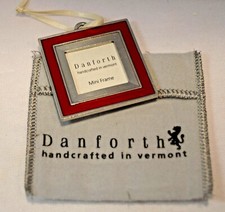 Danforth
handcrafted in vermont.
Mini Frame
Danforth
handcrafted in vermont